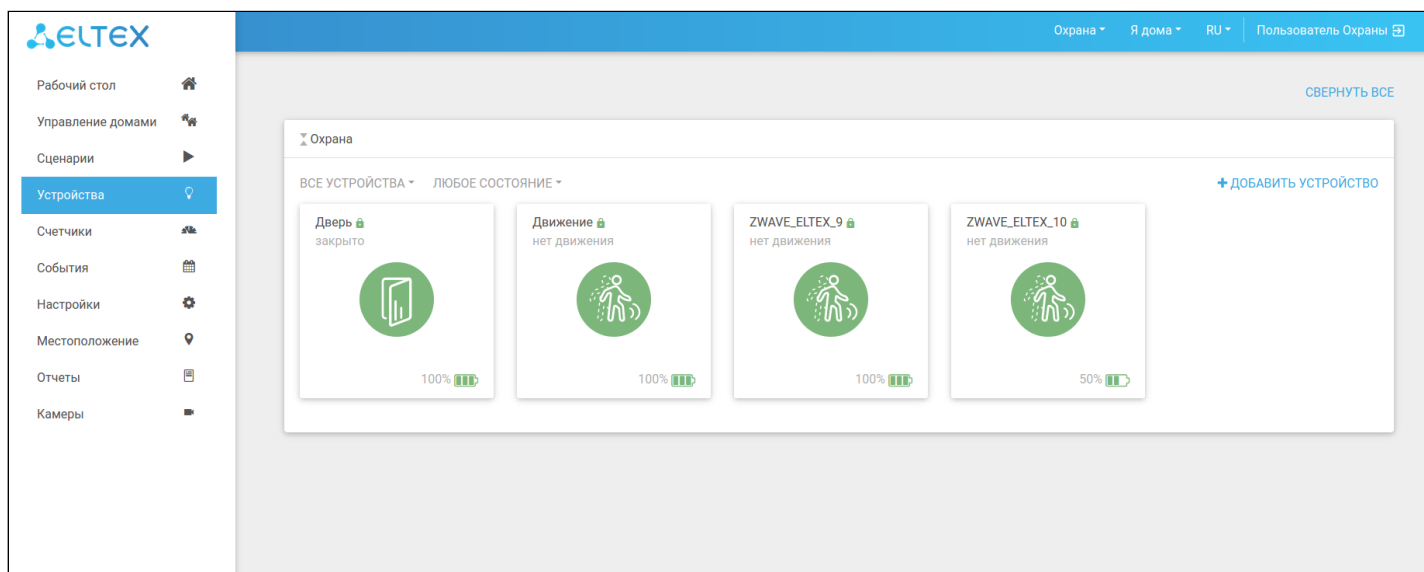 ELTEX
Охрана Я дома RU Пользователь Охраны
Рабочий стол
Управление домами
Сценарии
Устройства
Счетчики
События
Настройки
Местоположение
Отчеты
Камеры
СВЕРНУТЬ ВСЕ
Охрана
ВСЕ УСТРОЙСТВА ЛЮБОЕ СОСТОЯНИЕ + ДОБАВИТЬ УСТРОЙСТВО
Дверь
закрыто
100%
Движение
нет движения
100%
ZWAVE_ELTEX_9
нет движения
100%
ZWAVE_ELTEX_10
нет движения
50%